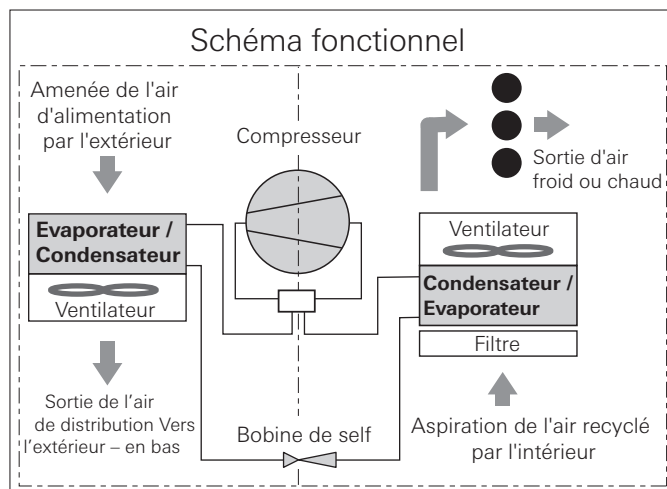 Schéma fonctionnel
Amenée de l'air
d'alimentation
par l'extérieur
Compresseur
Sortie d'air
froid ou chaud
Evaporateur /
Condensateur
Ventilateur
Ventilateur
Condensateur /
Evaporateur
Filtre
Sortie de l’air
de distribution Vers
l’extérieur – en bas
Bobine de self
Aspiration de l'air recyclé
par l'intérieur